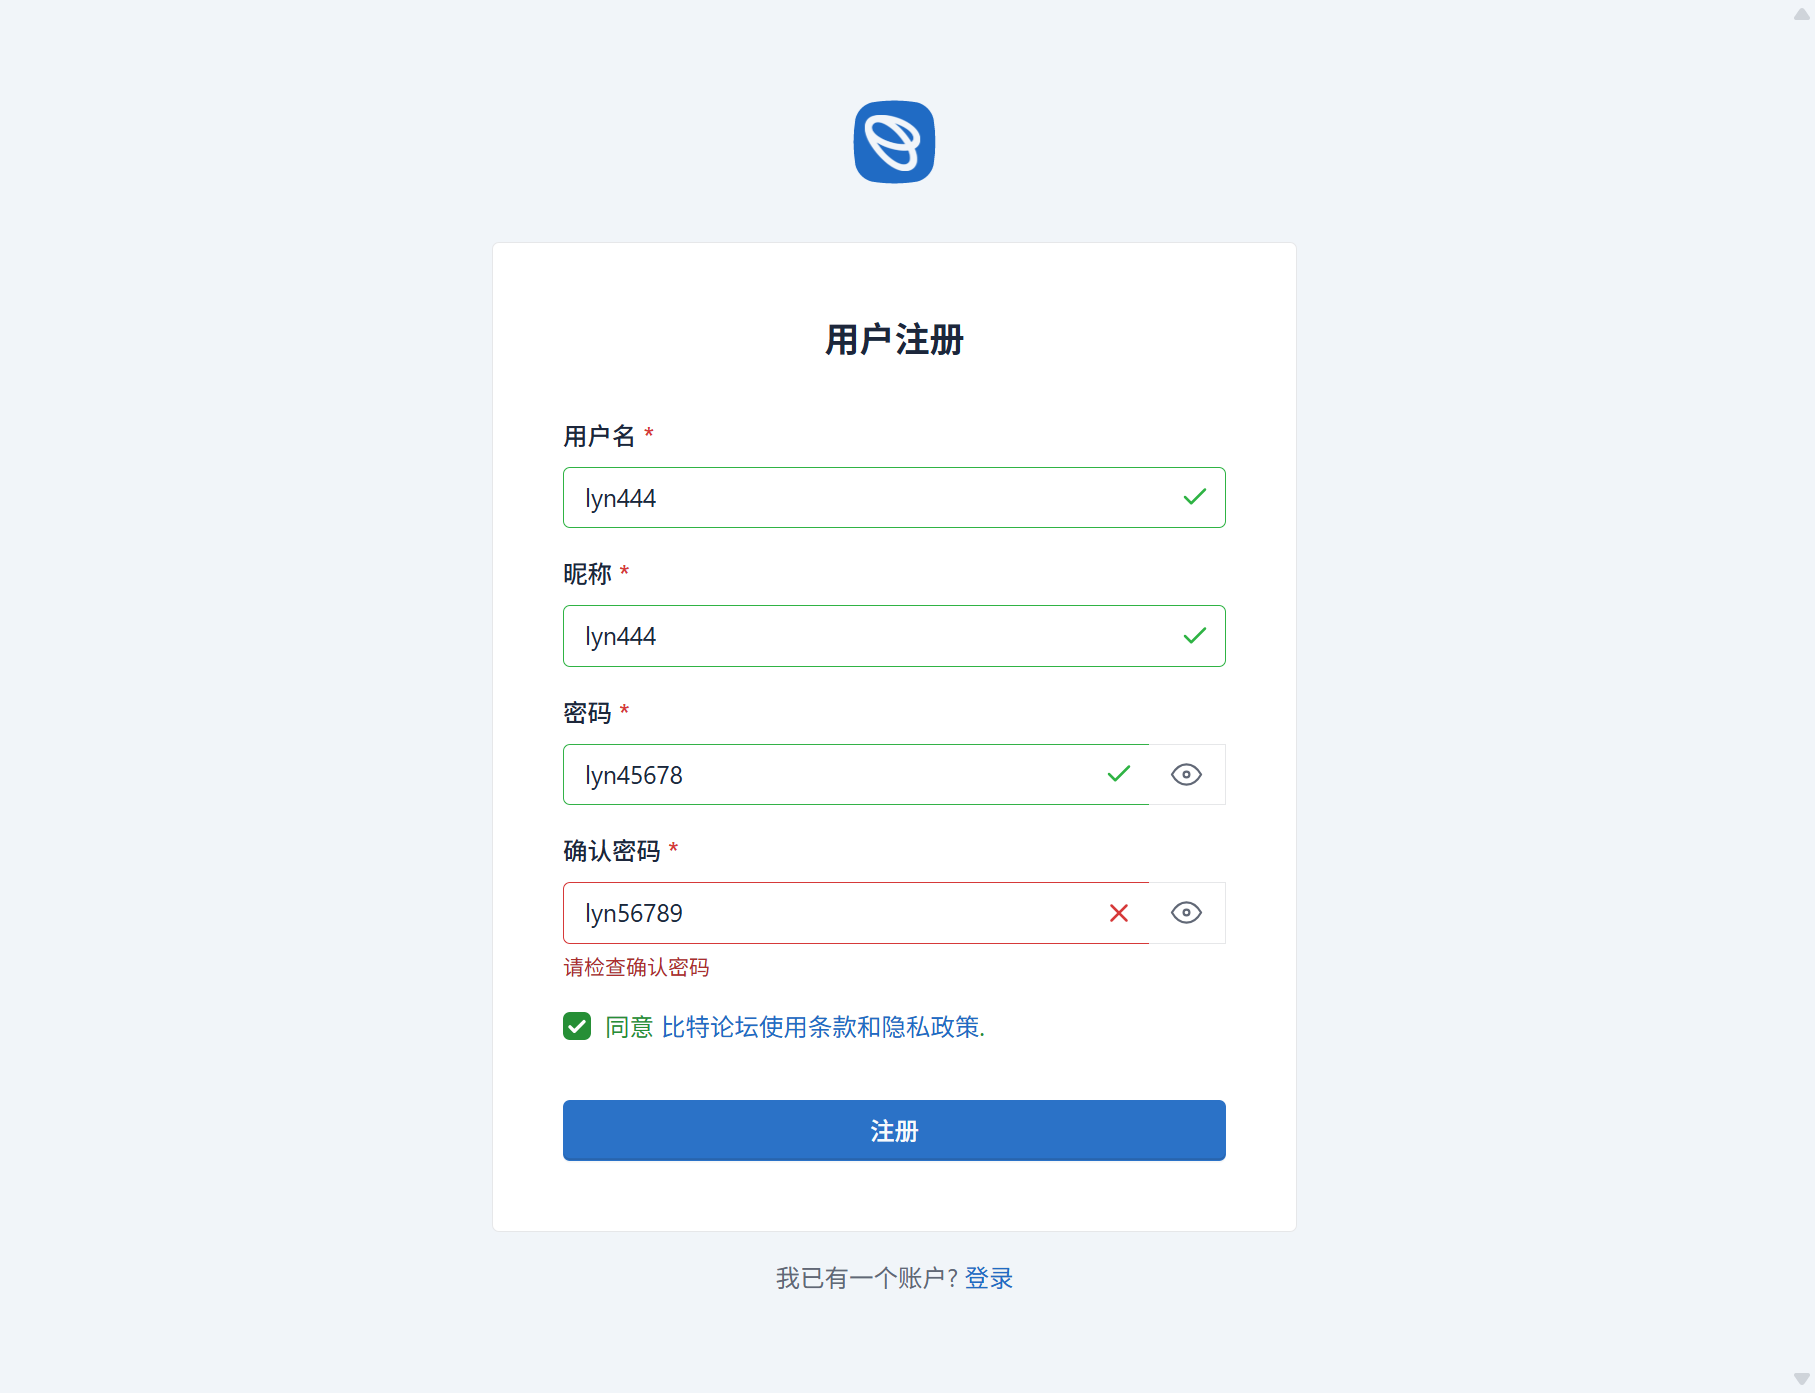 用户注册
用户名 *
lyn444
昵称 *
lyn444
密码 *
lyn45678
确认密码 *
lyn56789
请检查确认密码
同意 比特论坛使用条款和隐私政策.
注册
我已有一个账户? 登录